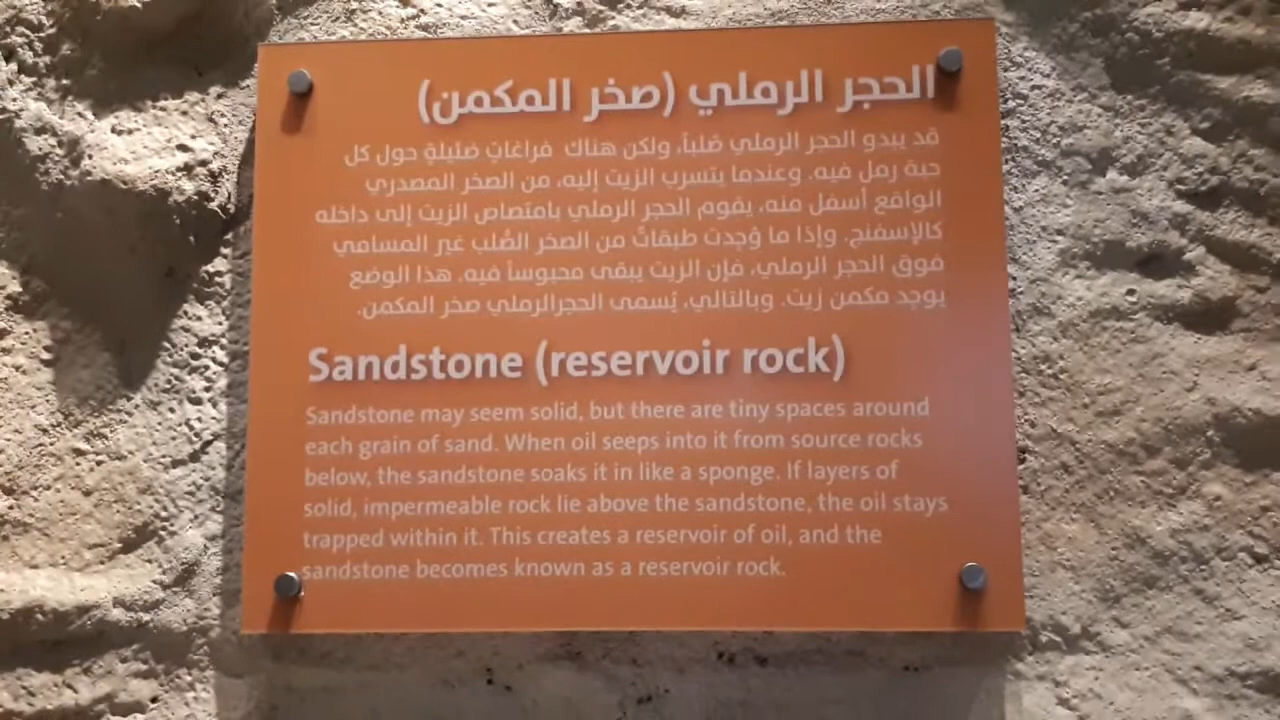 الحجر الرملي (صخر المكمن)
قد يبدو الحجر الرملي صُلباً، ولكن هناك فراغاتٍ ضئيلةٍ حول كل
حبة رمل فيه. وعندما يتسرب الزيت إليه، من الصخر المصدري
الواقع أسفل منه، يقوم الحجر الرملي بامتصاص الزيت إلى داخله
كالإسفنج. وإذا ما وُجِدت طبقاتٌ من الصخر الصُلب غير المسامي
فوق الحجر الرملي، فإن الزيت يبقى محبوساً فيه. هذا الوضع
يوجد مكمن زيت. وبالتالي، يُسمى الحجرالرملي صخر المكمن.
Sandstone (reservoir rock)
Sandstone may seem solid, but there are tiny spaces around
each grain of sand. When oil seeps into it from source rocks
below, the sandstone soaks it in like a sponge. If layers of
solid, impermeable rock lie above the sandstone, the oil stays
trapped within it. This creates a reservoir of oil, and the
sandstone becomes known as a reservoir rock.